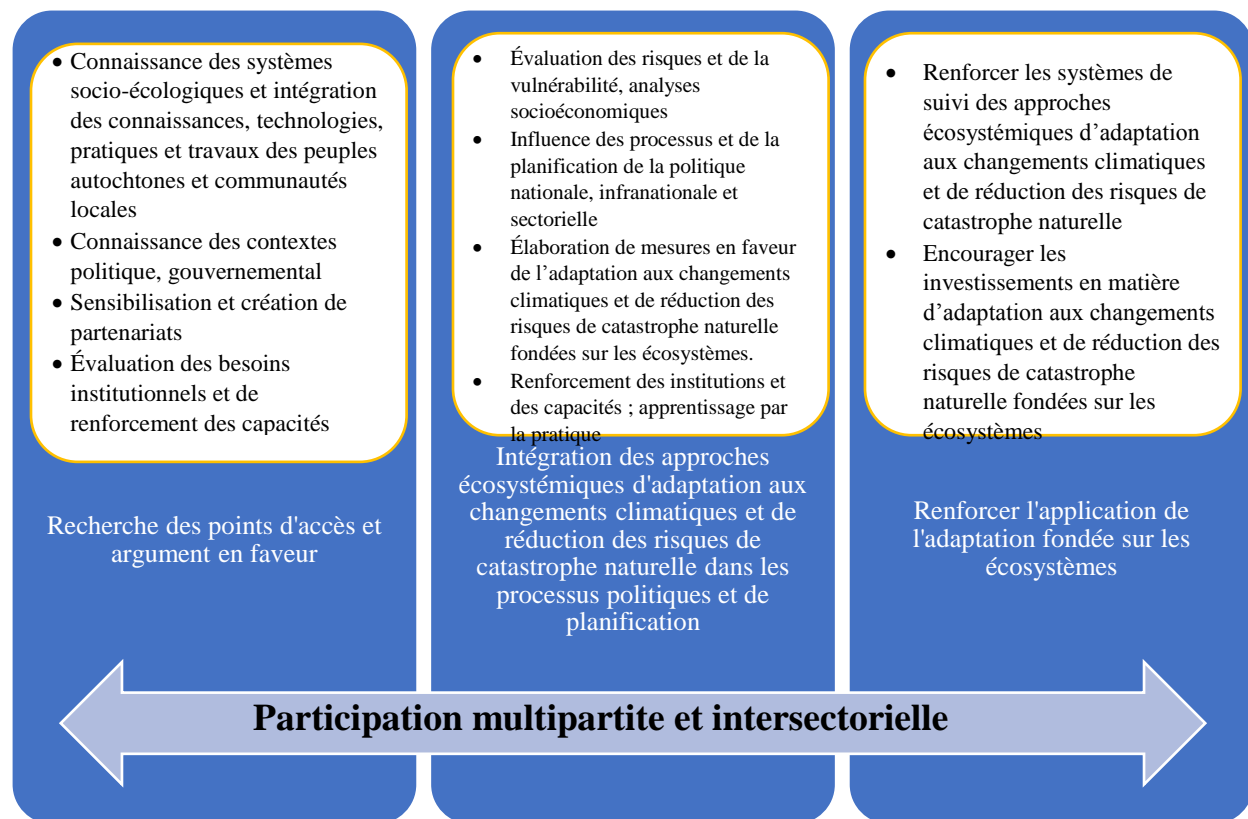 • Connaissance des systèmes
socio-écologiques et intégration
des connaissances, technologies,
pratiques et travaux des peuples
autochtones et communautés
locales
• Connaissance des contextes
politique, gouvernemental
• Sensibilisation et création de
partenariats
• Évaluation des besoins
institutionnels et de
renforcement des capacités
Recherche des points d'accès et
argument en faveur
• Évaluation des risques et de la
vulnérabilité, analyses
socioéconomiques
• Influence des processus et de la
planification de la politique
nationale, infranationale et
sectorielle
• Élaboration de mesures en faveur
de l’adaptation aux changements
climatiques et de réduction des
risques de catastrophe naturelle
fondées sur les écosystèmes.
• Renforcement des institutions et
des capacités ; apprentissage par
la pratique
Intégration des approches
écosystémiques d'adaptation aux
changements climatiques et de
réduction des risques de
catastrophe naturelle dans les
processus politiques et de
planification
• Renforcer les systèmes de
suivi des approches
écosystémiques d’adaptation
aux changements climatiques
et de réduction des risques de
catastrophe naturelle
• Encourager les
investissements en matière
d’adaptation aux changements
climatiques et de réduction des
risques de catastrophe
naturelle fondées sur les
écosystèmes
Renforcer l'application de
l'adaptation fondée sur les
écosystèmes
Participation multipartite et intersectorielle